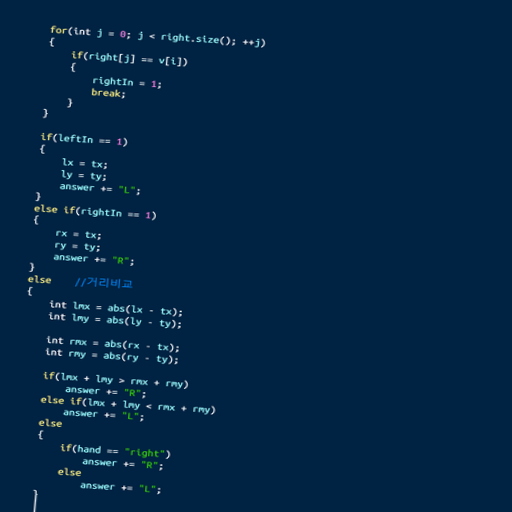 for(int j = 0; j < right.size(); ++j)
{
if(right[j] == v[i])
{
rightIn = 1;
break;
}
}
if(leftIn == 1)
{
lx = tx;
ly = ty;
answer += "L";
}
else if(rightIn == 1)
{
rx = tx;
ry = ty;
answer += "R";
}
else //거리비교
{
int lmx = abs(lx - tx);
int lmy = abs(ly - ty);
int rmx = abs(rx - tx);
int rmy = abs(ry - ty);
if(lmx + lmy > rmx + rmy)
answer += "R";
else if(lmx + lmy < rmx + rmy)
answer += "L";
else
{
if(hand == "right")
answer += "R";
else
answer += "L";
}